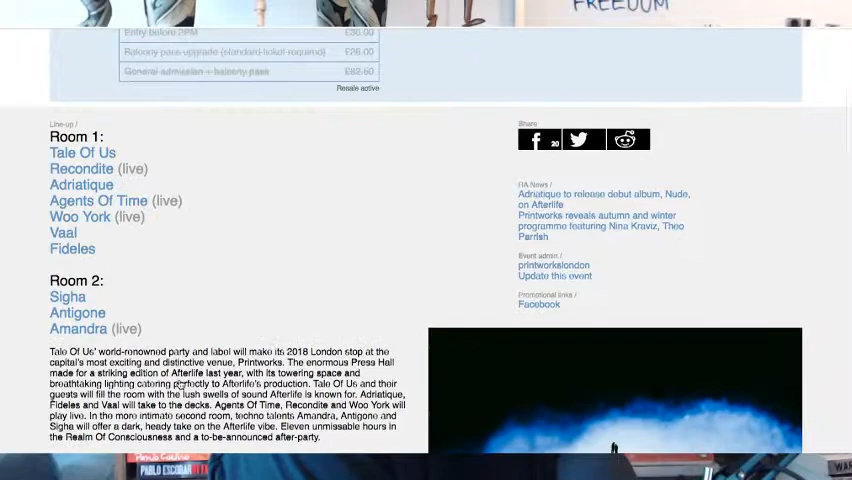 FREEDOM
Entry before 2PM £30.00
Balcony pass upgrade (standard ticket required) £26.00
General admission + balcony pass £82.60
Resale active
Line-up /
Room 1:
Tale Of Us
Recondite (live)
Adriatique
Agents Of Time (live)
Woo York (live)
Vaal
Fideles
Room 2:
Sigha
Antigone
Amandra (live)
Tale Of Us' world-renowned party and label will make its 2018 London stop at the
capital's most exciting and distinctive venue, Printworks. The enormous Press Hall
made for a striking edition of Afterlife last year, with its towering space and
breathtaking lighting catering perfectly to Afterlife's production. Tale Of Us and their
guests will fill the room with the lush swells of sound Afterlife is known for. Adriatique,
Fideles and Vaal will take to the decks. Agents Of Time, Recondite and Woo York will
play live. In the more intimate second room, techno talents Amandra, Antigone and
Sigha will offer a dark, heady take on the Afterlife vibe. Eleven unmissable hours in
the Realm Of Consciousness and a to-be-announced after-party.
Share
20
RA News /
Adriatique to release debut album, Nude,
on Afterlife
Printworks reveals autumn and winter
programme featuring Nina Kraviz, Theo
Parrish
Event admin /
printworkslondon
Update this event
Promotional links /
Facebook
PABLO ESCOBAR
WAR